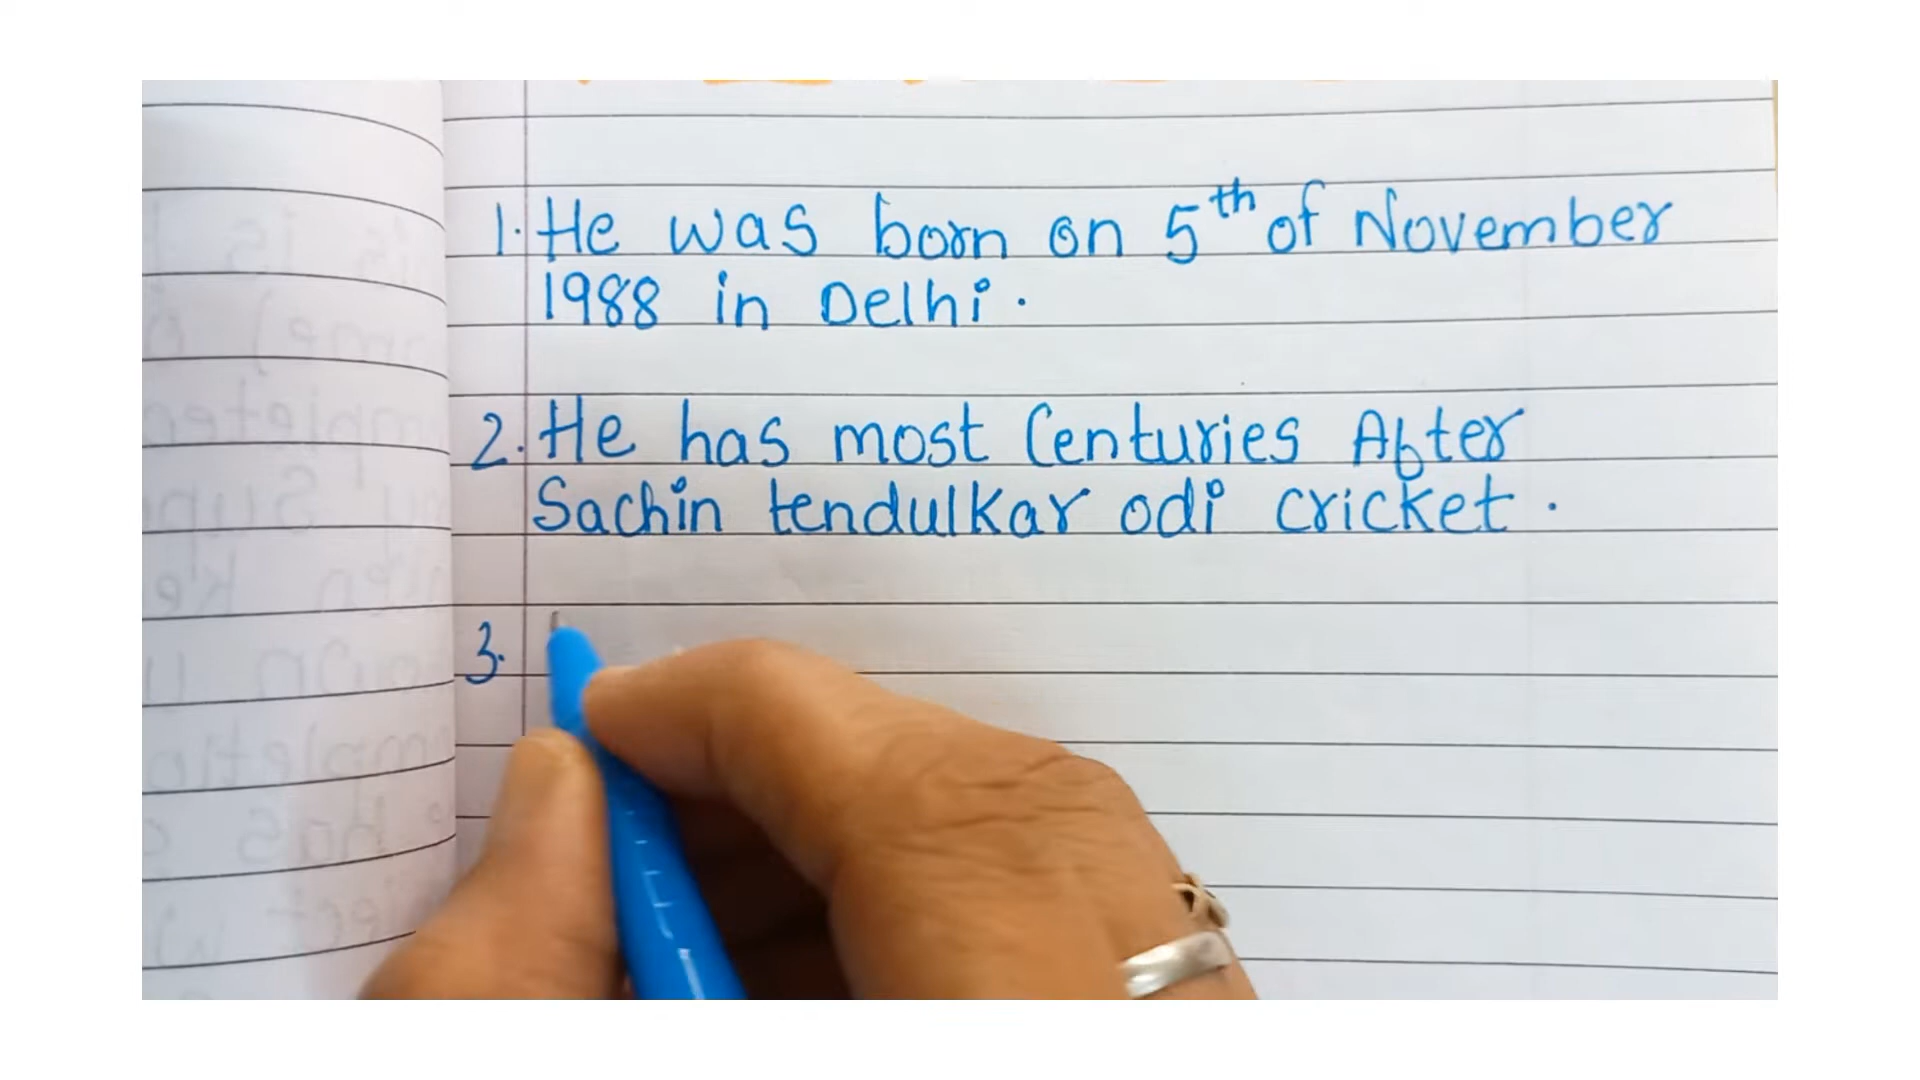 1. He was born on 5th of November
1988 in Delhi.
2. He has most Centuries After
Sachin tendulkar odi cricket.
3.